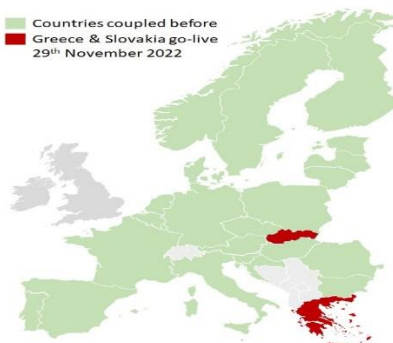 Countries coupled before
Greece & Slovakia go-live
29th November 2022